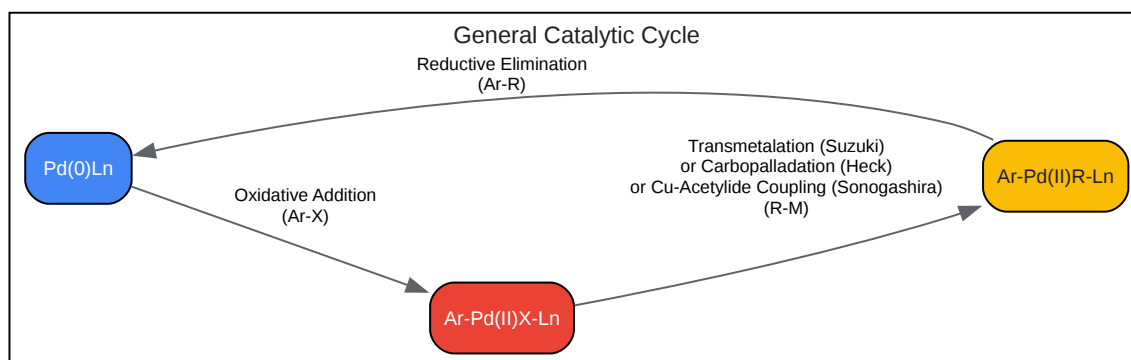 General Catalytic Cycle
Reductive Elimination
(Ar-R)
Pd(0)Ln
Transmetalation (Suzuki)
or Carbopalladation (Heck)
or Cu-Acetylide Coupling (Sonogashira)
(R-M)
Ar-Pd(II)R-Ln
Oxidative Addition
(Ar-X)
Ar-Pd(II)X-Ln